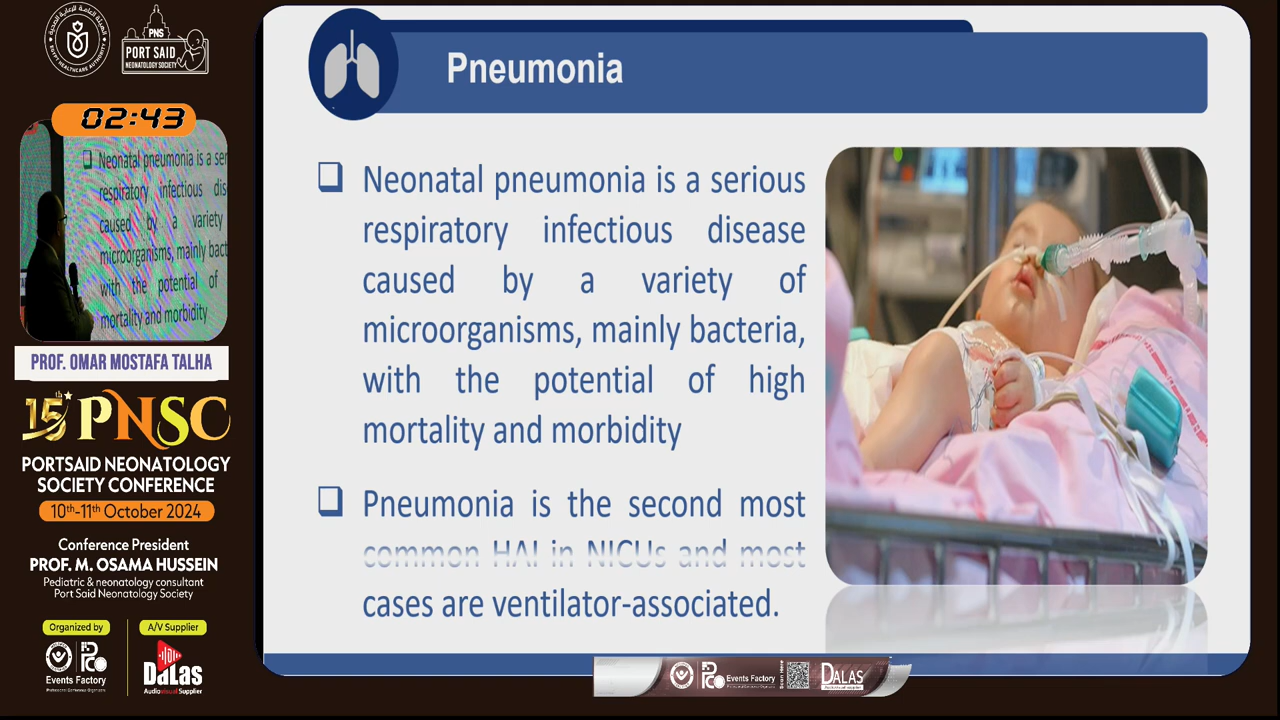 PNS
PORT SAID
NEONATOLOGY SOCIETY
02:43
Neonatal pneumonia is a ser
respiratory infectious dis
caused by a variety
microorganisms, mainly bact
with the potential of
mortality and morbidity
PROF. OMAR MOSTAFA TALHA
15th PNSC
PORTSAID NEONATOLOGY
SOCIETY CONFERENCE
10th-11th October 2024
Conference President
PROF. M. OSAMA HUSSEIN
Pediatric & neonatology consultant
Port Said Neonatology Society
Organized by
Events Factory
A/V Supplier
DALAS
Audiovisual Supplier
Pneumonia
Neonatal pneumonia is a serious
respiratory infectious disease
caused by a variety of
microorganisms, mainly bacteria,
with the potential of high
mortality and morbidity
Pneumonia is the second most
common HAI in NICUs and most
cases are ventilator-associated.
Events Factory
DALAS